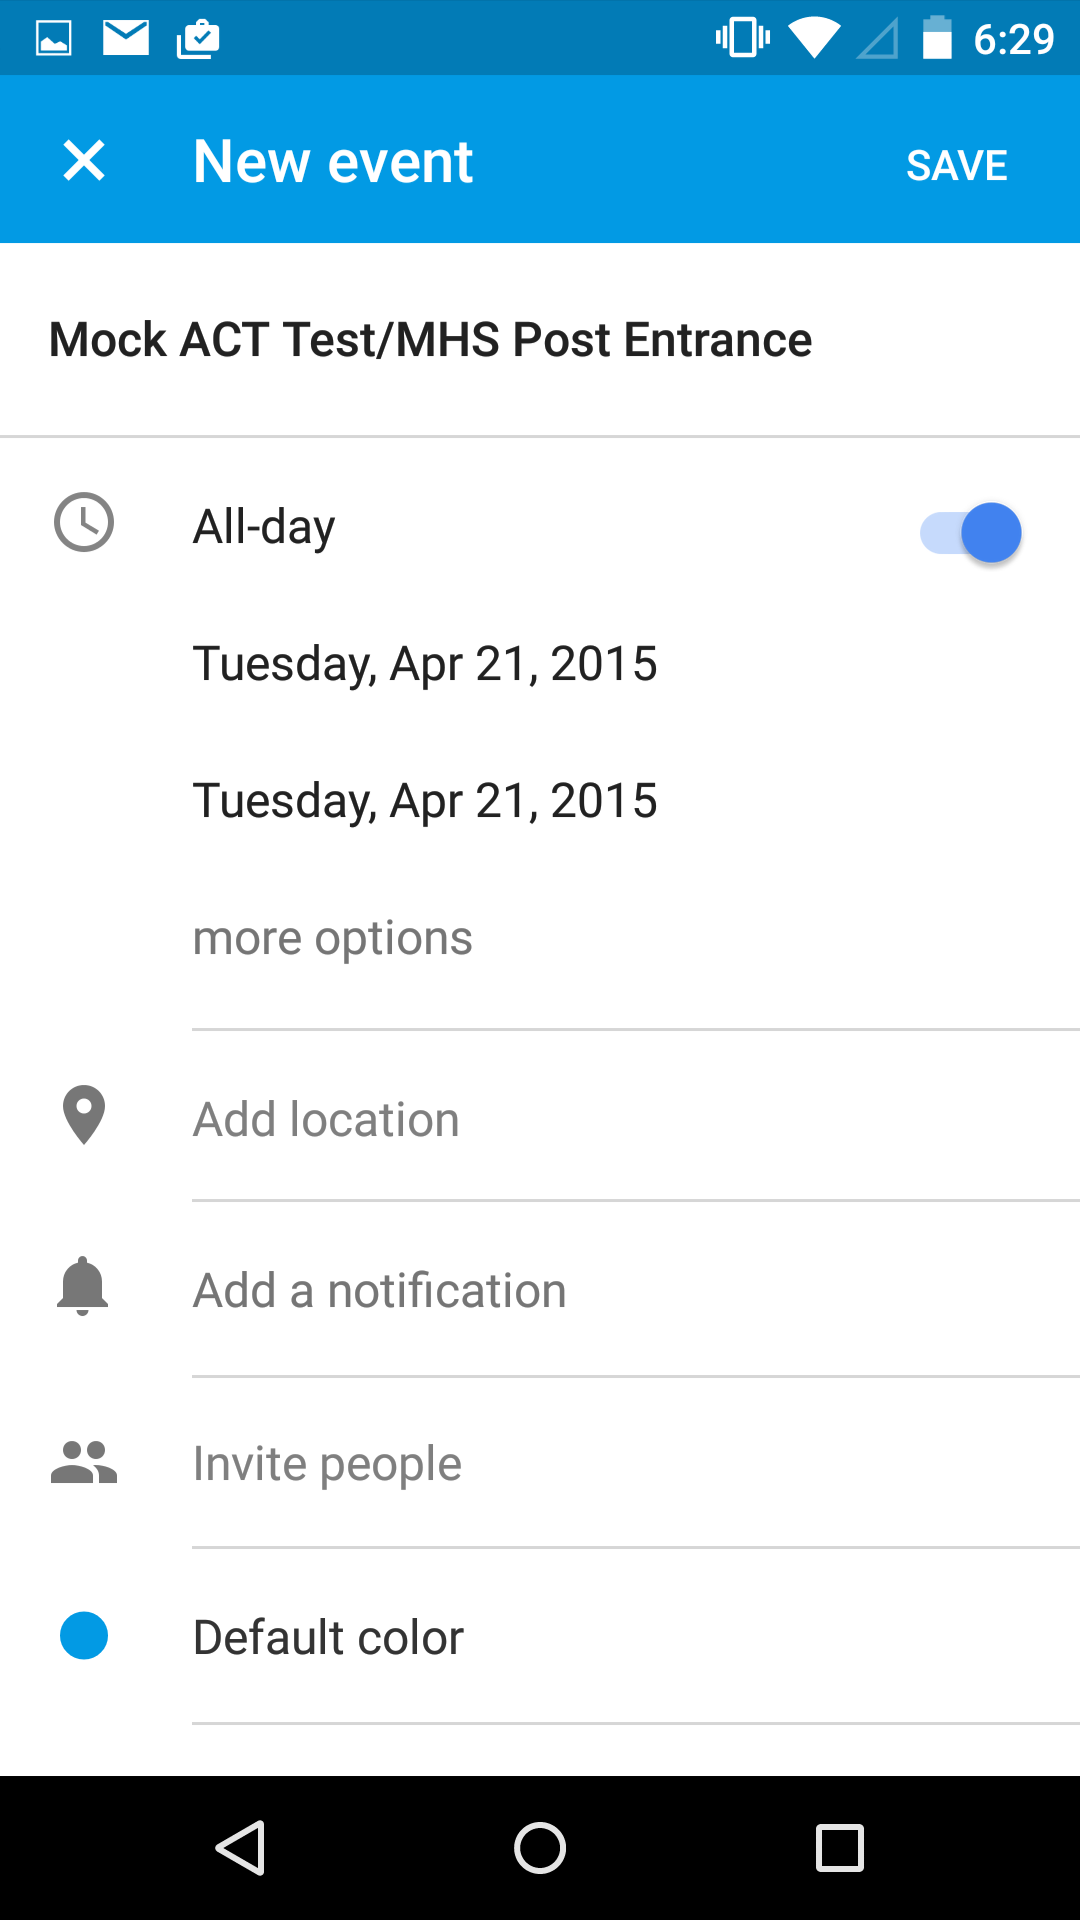 6:29
New event
SAVE
Mock ACT Test/MHS Post Entrance
All-day
Tuesday, Apr 21, 2015
Tuesday, Apr 21, 2015
more options
Add location
Add a notification
Invite people
Default color